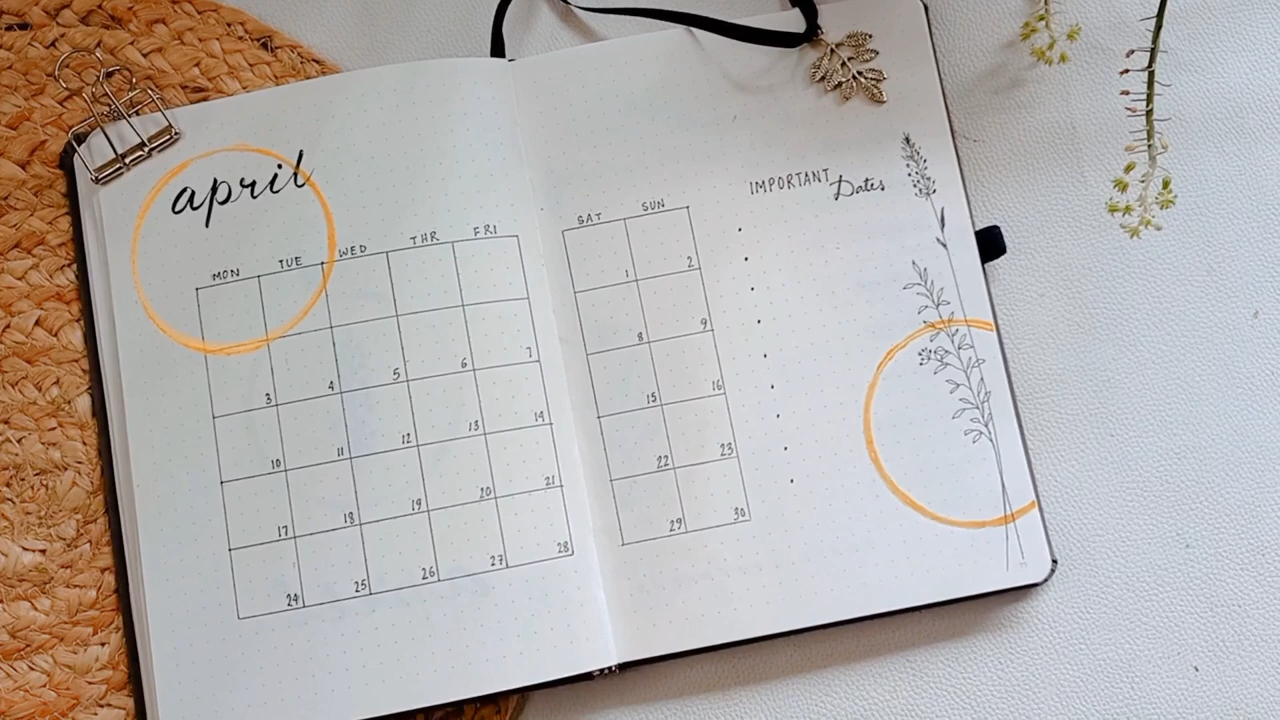 april
MON TUE WED THR FRI
3 4 5 6 7
10 11 12 13 14
17 18 19 20 21
24 25 26 27 28
SAT SUN
1 2
8 9
15 16
22 23
29 30
IMPORTANT Dates